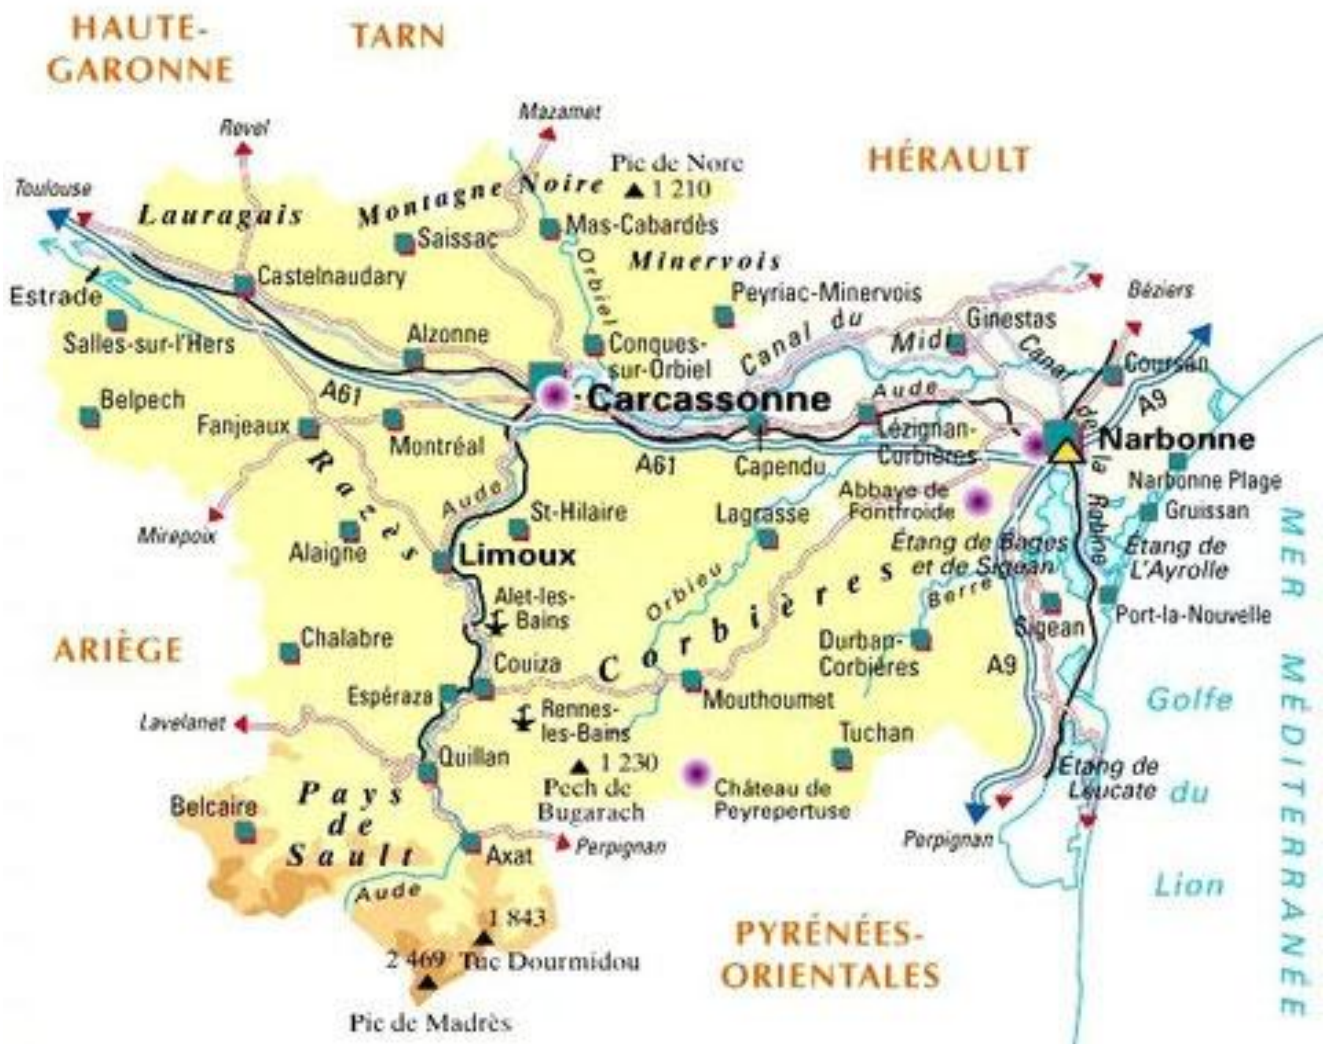 HAUTE-
GARONNE
TARN
HÉRAULT
Revel
Mazamet
Toulouse
Lauragais
Montagne Noire
Pic de Nore
1 210
Saissac
Mas-Cabardès
Orbiel
Minervois
Castelnaudary
Estrade
Salles-sur-l'Hers
Alzonne
Conques-
sur-Orbiel
Peyriac-Minervois
Canal du
Midi
Ginestas
Béziers
Canal
de la Robine
Coursan
A9
Belpech
A61
Fanjeaux
Montréal
Carcassonne
Aude
A61
Capendu
Lézignan-
Corbières
Narbonne
Narbonne Plage
Gruissan
Mirepoix
Razès
Alaigne
Aude
St-Hilaire
Lagrasse
Abbaye de
Fontfroide
Étang de Bages
et de Sigean
Étang de
L'Ayrolle
Limoux
Alet-les-
Bains
Orbieu
Corbières
Berre
Sigean
Port-la-Nouvelle
ARIÈGE
Chalabre
Couiza
Espéraza
Durbap-
Corbières
A9
Mouthoumet
Lavelanet
Rennes-
les-Bains
1 230
Pech de
Bugarach
Tuchan
Quillan
Château de
Peyrepertuse
Étang de
Leucate
Golfe
du
Lion
MER MÉDITERRANÉE
Belcaire
Pays
de
Sault
Axat
Perpignan
Perpignan
Aude
1 843
2 469
Tuc Dourmidou
Pic de Madrès
PYRÉNÉES-
ORIENTALES